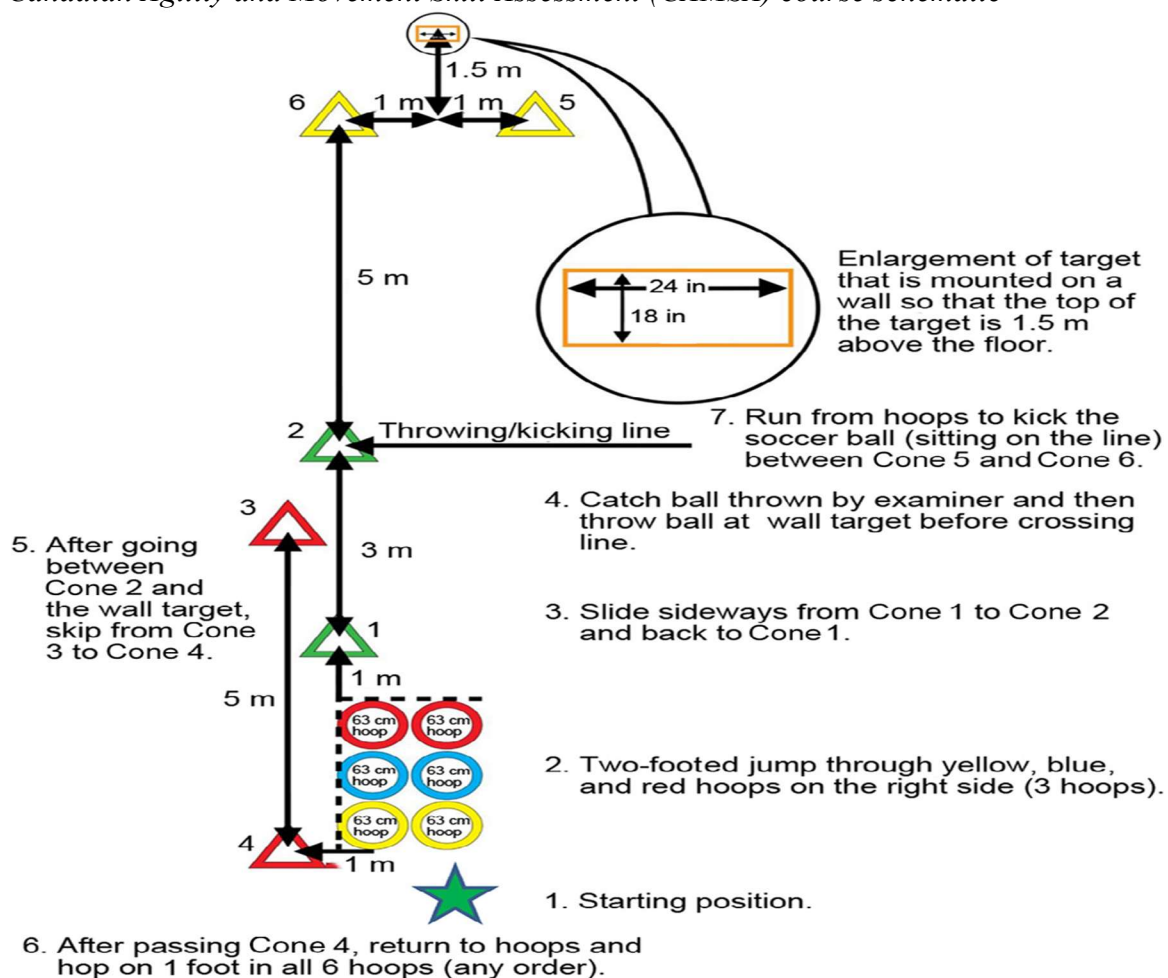 Canadian Agility and Movement Skill Assessment (CAMSA) course schematic
1.5 m
6
1 m
1 m
5
5 m
24 in
18 in
Enlargement of target
that is mounted on a
wall so that the top of
the target is 1.5 m
above the floor.
2
Throwing/kicking line
7. Run from hoops to kick the
soccer ball (sitting on the line)
between Cone 5 and Cone 6.
3
4. Catch ball thrown by examiner and then
throw ball at wall target before crossing
line.
5. After going
between
Cone 2 and
the wall target,
skip from Cone
3 to Cone 4.
3 m
3. Slide sideways from Cone 1 to Cone 2
and back to Cone 1.
1
1 m
5 m
63 cm
hoop
63 cm
hoop
63 cm
hoop
63 cm
hoop
2. Two-footed jump through yellow, blue,
and red hoops on the right side (3 hoops).
63 cm
hoop
63 cm
hoop
4
1 m
1. Starting position.
6. After passing Cone 4, return to hoops and
hop on 1 foot in all 6 hoops (any order).